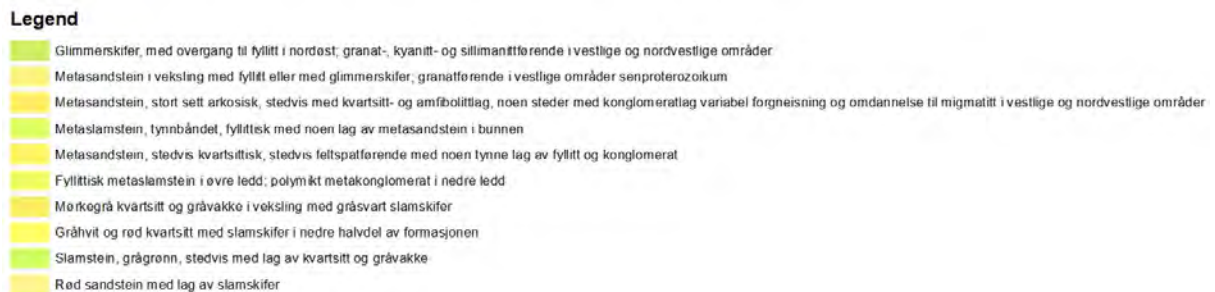 Legend
Glimmerskifer, med overgang til fyllitt i nordøst; granat-, kyanitt- og sillimanittførende i vestlige og nordvestlige områder
Metasandstein i veksling med fyllitt eller med glimmerskifer; granatførende i vestlige områder senproterozoikum
Metasandstein, stort sett arkosisk, stedvis med kvartsitt- og amfibolittlag, noen steder med konglomeratlag variabel forgneisning og omdannelse til migmatitt i vestlige og nordvestlige områder
Metaslamstein, tynnbåndet, fyllittisk med noen lag av metasandstein i bunnen
Metasandstein, stedvis kvartsittisk, stedvis feltspatførende med noen tynne lag av fyllitt og konglomerat
Fyllittisk metaslamstein i øvre ledd; polymikt metakonglomerat i nedre ledd
Mørkegrå kvartsitt og gråvakke i veksling med gråsvart slamskifer
Gråhvit og rød kvartsitt med slamskifer i nedre halvdel av formasjonen
Slamstein, grågrønn, stedvis med lag av kvartsitt og gråvakke
Rød sandstein med lag av slamskifer